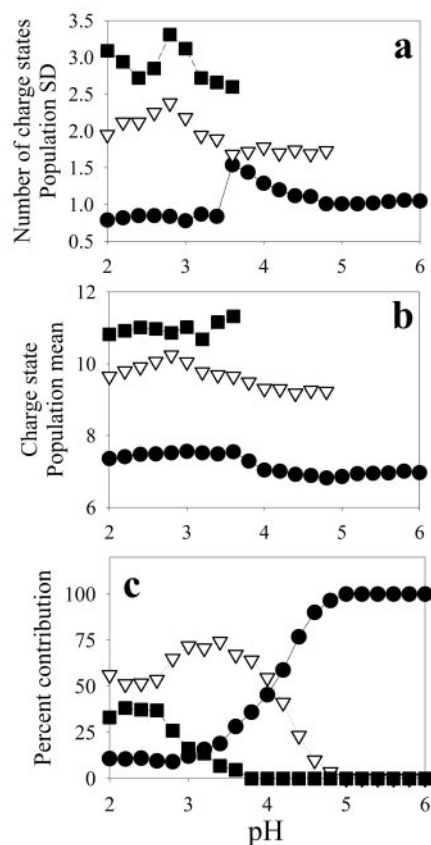 3.5
3.0
2.5
2.0
1.5
1.0
0.5
Number of charge states
Population SD
a
2 3 4 5 6
12
10
8
6
Charge state
Population mean
b
2 3 4 5 6
100
75
50
25
0
Percent contribution
c
2 3 4 5 6
pH